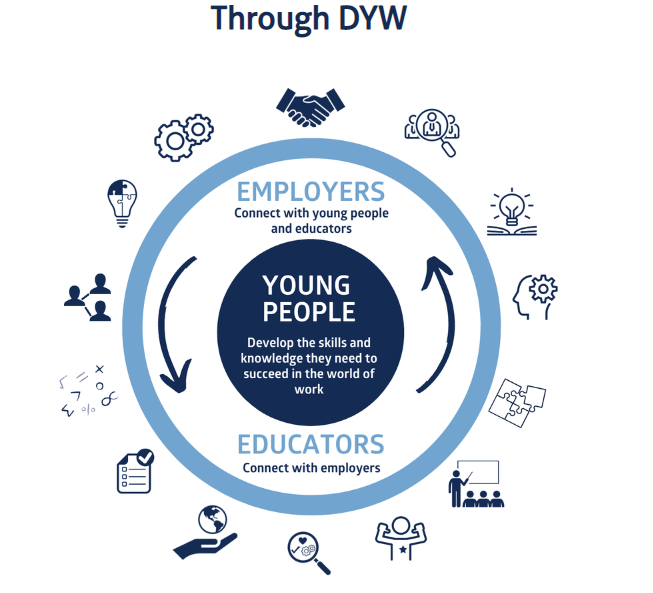 Through DYW
EMPLOYERS
Connect with young people
and educators
YOUNG
PEOPLE
Develop the skills and
knowledge they need to
succeed in the world of
work
EDUCATORS
Connect with employers